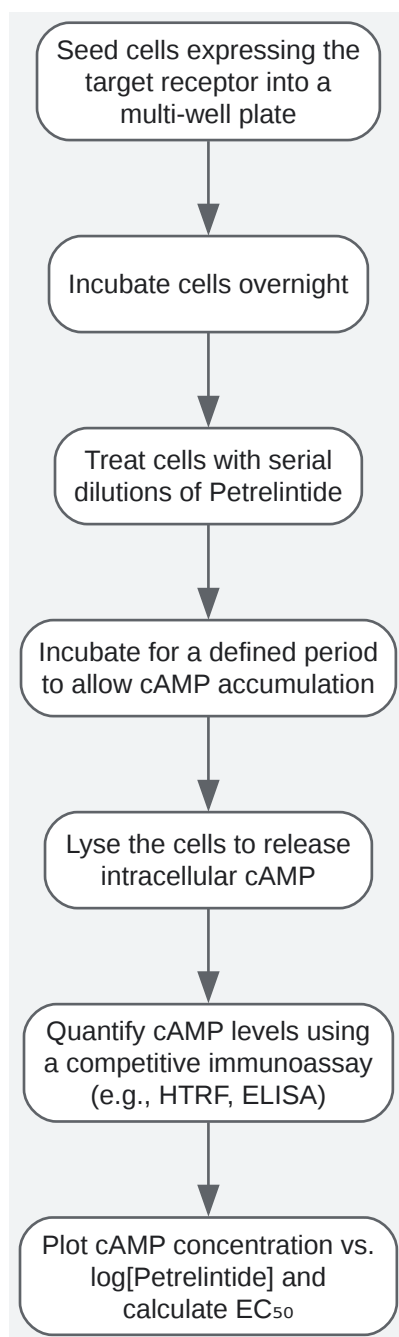 Seed cells expressing the
target receptor into a
multi-well plate
Incubate cells overnight
Treat cells with serial
dilutions of Petrelintide
Incubate for a defined period
to allow cAMP accumulation
Lyse the cells to release
intracellular cAMP
Quantify cAMP levels using
a competitive immunoassay
(e.g., HTRF, ELISA)
Plot cAMP concentration vs.
log[Petrelintide] and
calculate EC₅₀